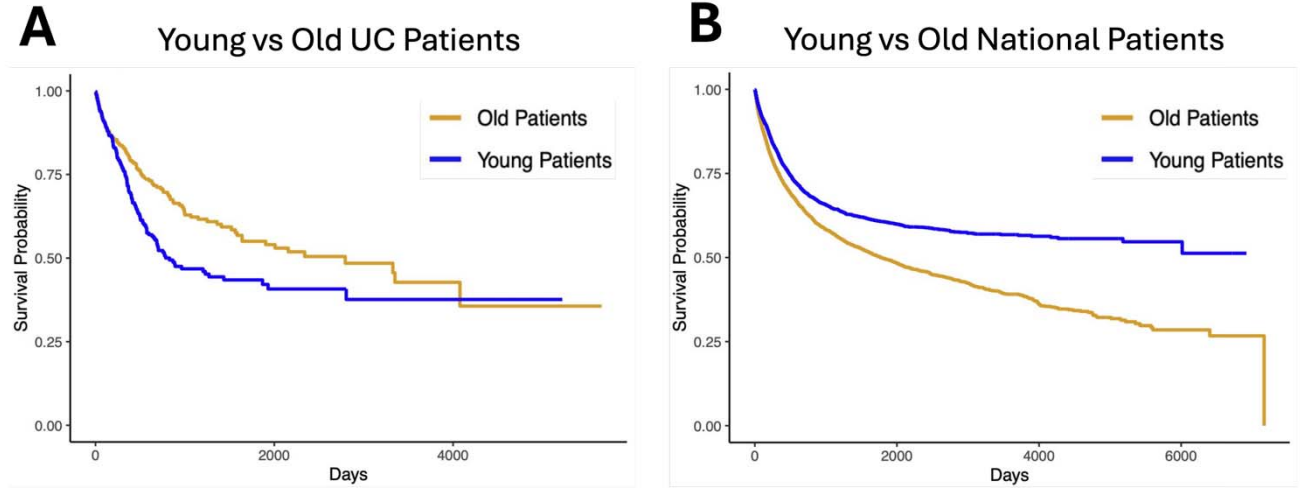 A
Young vs Old UC Patients
1.00
0.75
0.50
0.25
0.00
Survival Probability
Old Patients
Young Patients
0
2000
4000
Days
B
Young vs Old National Patients
1.00
0.75
0.50
0.25
0.00
Survival Probability
Old Patients
Young Patients
0
2000
4000
6000
Days